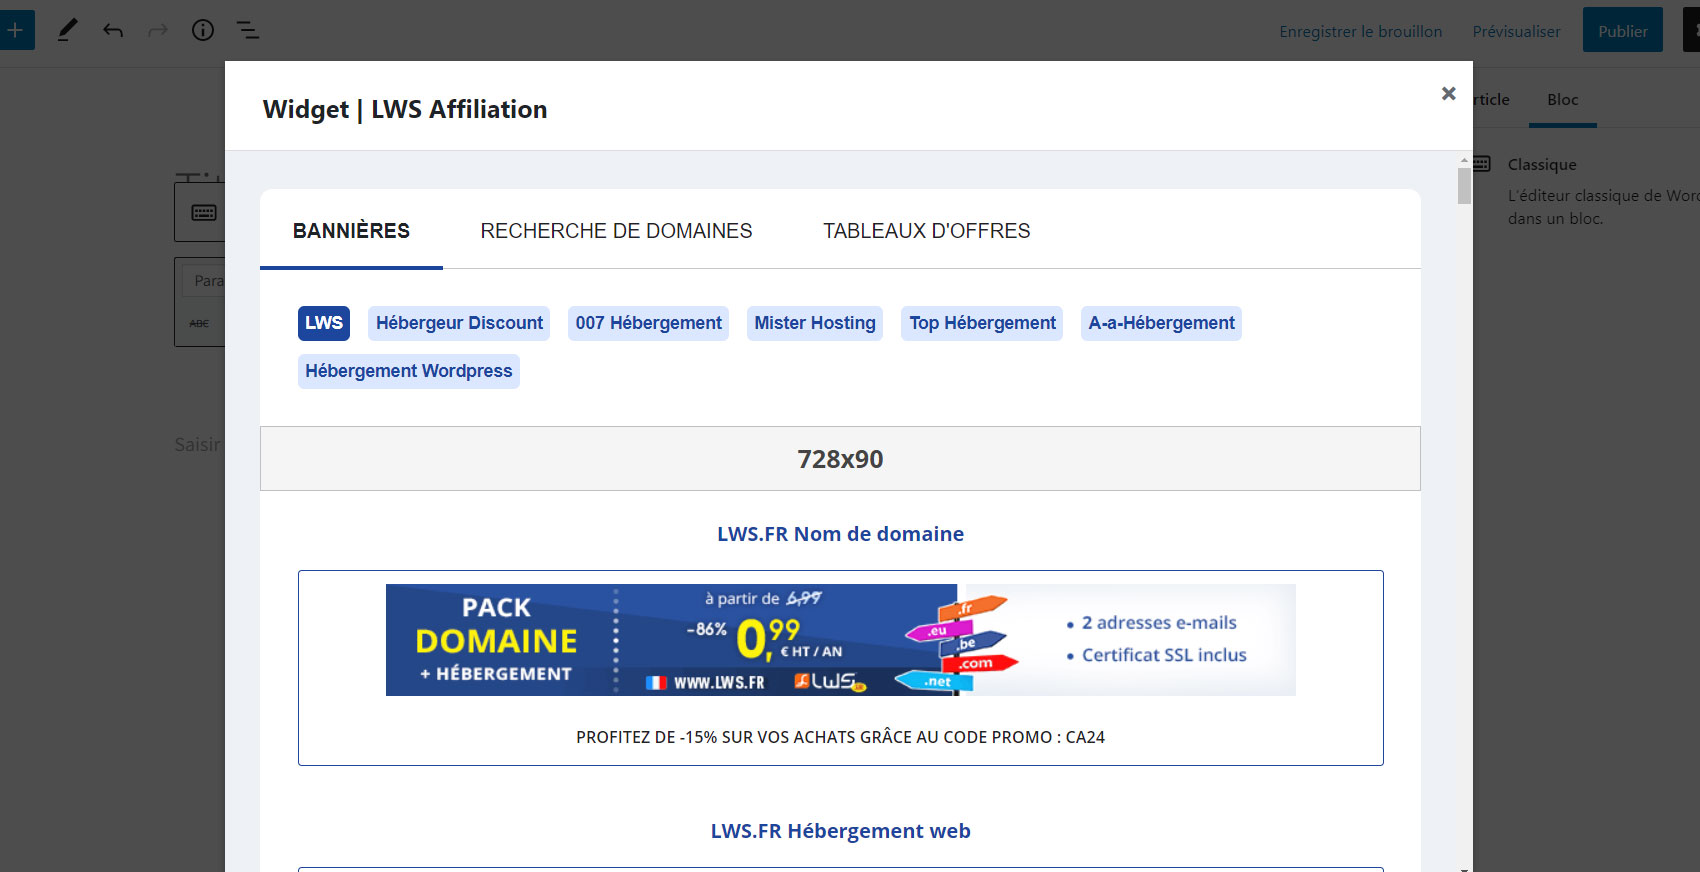 Enregistrer le brouillon
Prévisualiser
Publier
Widget | LWS Affiliation
×
rticle
Bloc
Classique
L'éditeur classique de Word
dans un bloc.
BANNIÈRES
RECHERCHE DE DOMAINES
TABLEAUX D'OFFRES
Para
ABC
LWS
Hébergeur Discount
007 Hébergement
Mister Hosting
Top Hébergement
A-a-Hébergement
Hébergement Wordpress
Saisir
728x90
LWS.FR Nom de domaine
PACK
DOMAINE
+ HÉBERGEMENT
à partir de 6,99
-86%
0,99
€ HT / AN
WWW.LWS.FR
LWS
.fr
.eu
.be
.com
.net
• 2 adresses e-mails
• Certificat SSL inclus
PROFITEZ DE -15% SUR VOS ACHATS GRÂCE AU CODE PROMO : CA24
LWS.FR Hébergement web